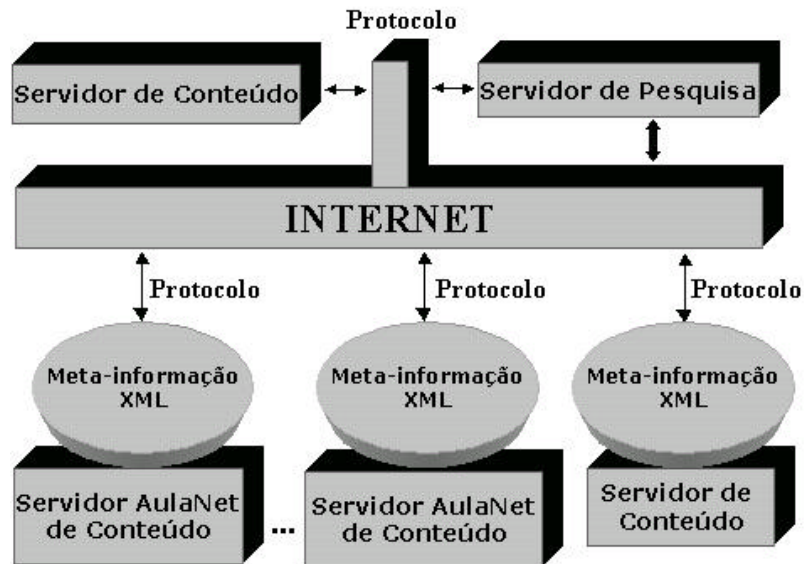 Protocolo
Servidor de Conteúdo
Servidor de Pesquisa
INTERNET
Protocolo
Protocolo
Protocolo
Meta-informação
XML
Meta-informação
XML
Meta-informação
XML
Servidor AulaNet
de Conteúdo
...
Servidor AulaNet
de Conteúdo
Servidor de
Conteúdo